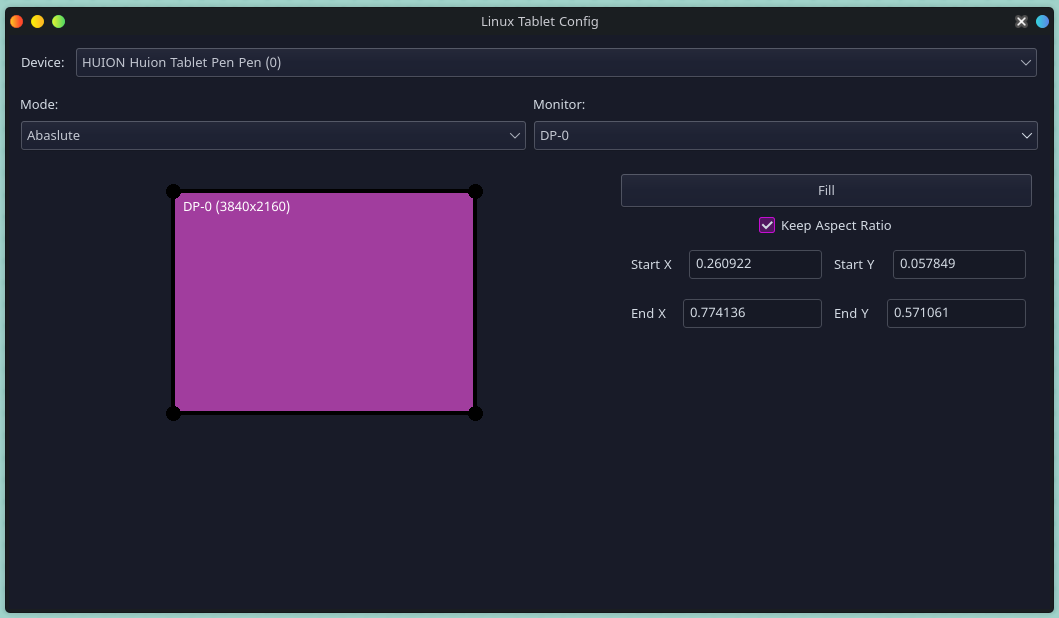 Linux Tablet Config
Device: HUION Huion Tablet Pen Pen (0)
Mode: Monitor:
Abaslute DP-0
Fill
DP-0 (3840x2160)
Keep Aspect Ratio
Start X 0.260922 Start Y 0.057849
End X 0.774136 End Y 0.571061